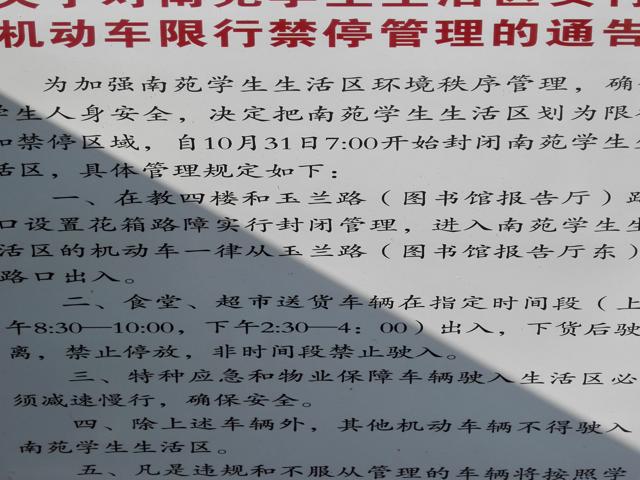 关于对南苑学生生活区实行
机动车限行禁停管理的通告
为加强南苑学生生活区环境秩序管理，确
学生人身安全，决定把南苑学生生活区划为限
和禁停区域，自10月31日7:00开始封闭南苑学生生
活区，具体管理规定如下：
一、在教四楼和玉兰路（图书馆报告厅）路
口设置花箱路障实行封闭管理，进入南苑学生生
活区的机动车一律从玉兰路（图书馆报告厅东）
路口出入。
二、食堂、超市送货车辆在指定时间段（上
午8:30—10:00，下午2:30—4：00）出入，下货后驶
离，禁止停放，非时间段禁止驶入。
三、特种应急和物业保障车辆驶入生活区必
须减速慢行，确保安全。
四、除上述车辆外，其他机动车辆不得驶入
南苑学生生活区。
五、凡是违规和不服从管理的车辆将按照学